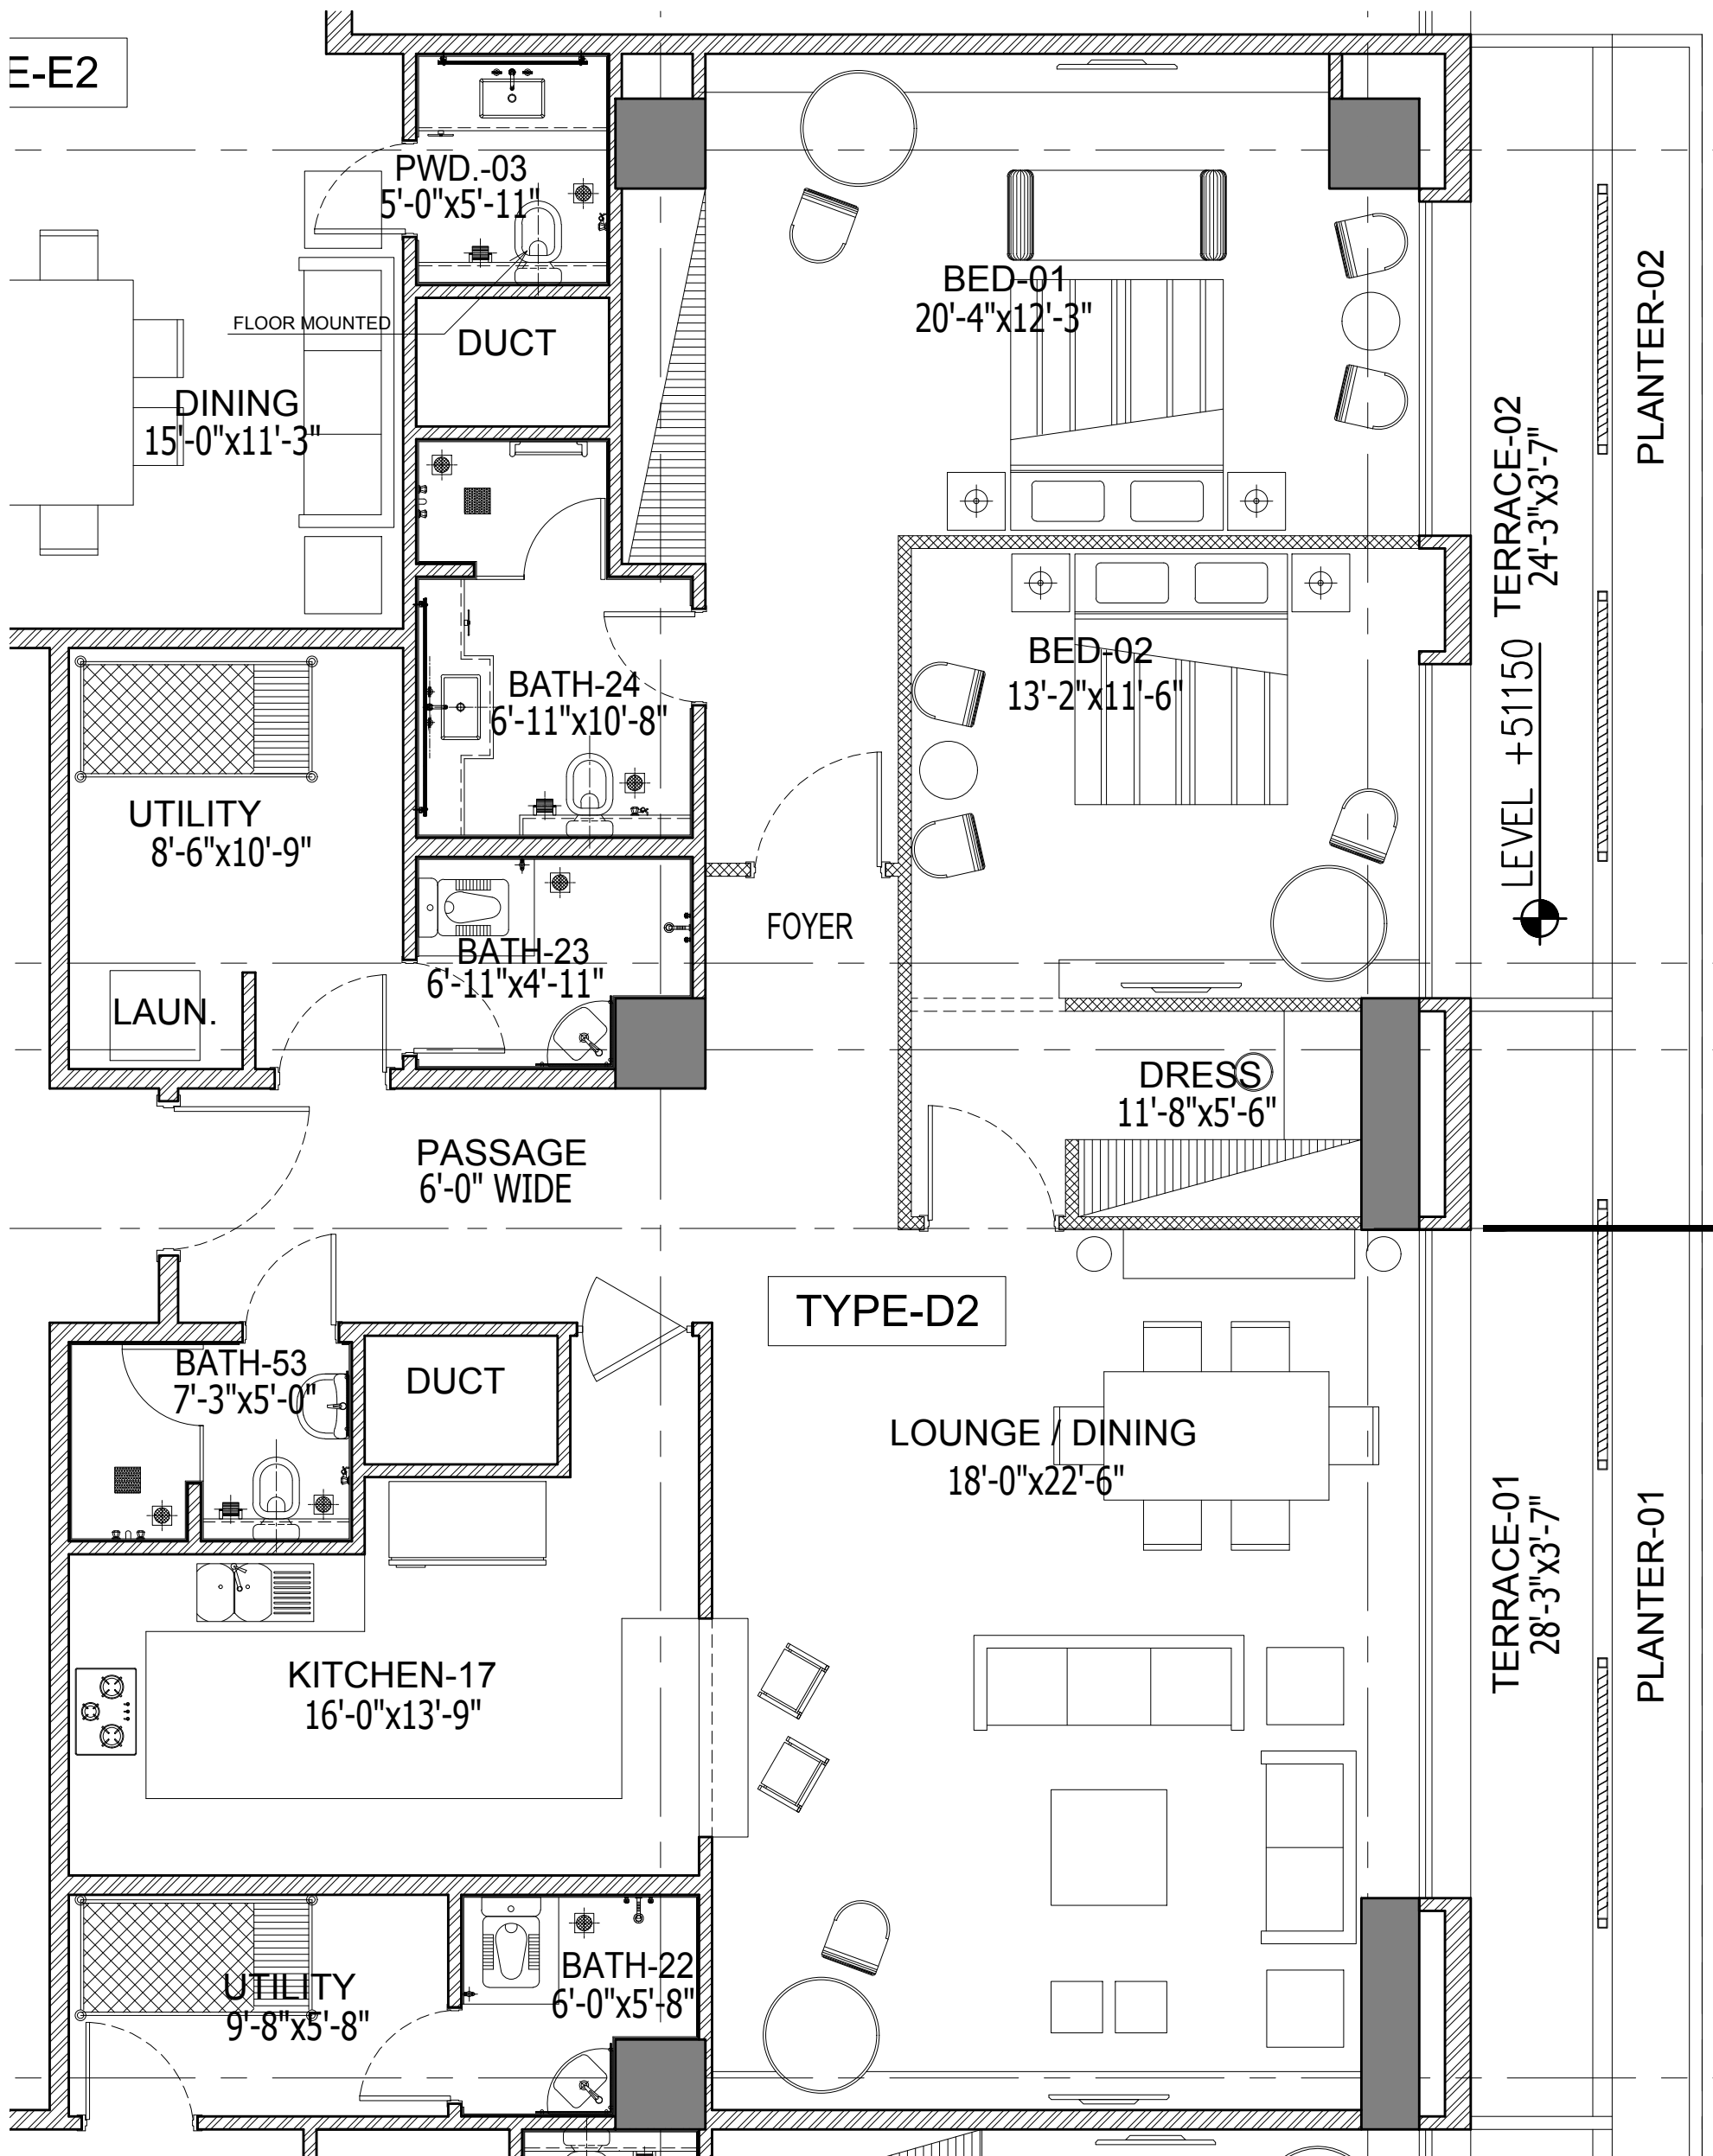 E-E2
PWD.-03
5'-0"x5'-11"
FLOOR MOUNTED
DUCT
DINING
15'-0"x11'-3"
BED-01
20'-4"x12'-3"
PLANTER-02
TERRACE-02
24'-3"x3'-7"
BED-02
13'-2"x11'-6"
BATH-24
6'-11"x10'-8"
LEVEL +51150
UTILITY
8'-6"x10'-9"
FOYER
BATH-23
6'-11"x4'-11"
LAUN.
DRESS
11'-8"x5'-6"
PASSAGE
6'-0" WIDE
TYPE-D2
BATH-53
7'-3"x5'-0"
DUCT
LOUNGE / DINING
18'-0"x22'-6"
TERRACE-01
28'-3"x3'-7"
PLANTER-01
KITCHEN-17
16'-0"x13'-9"
UTILITY
9'-8"x5'-8"
BATH-22
6'-0"x5'-8"